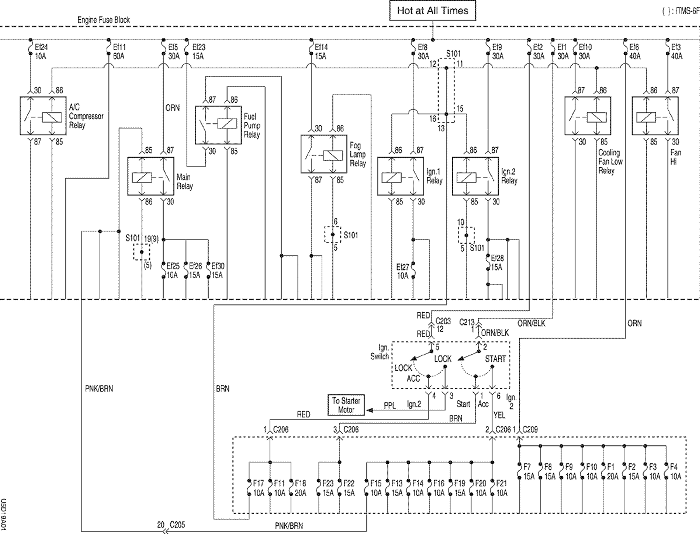 Hot at All Times
( ) : ITMS-6F
Engine Fuse Block
Ef24 10A
Ef11 60A
Ef5 30A
Ef23 15A
Ef14 15A
Ef8 30A
Ef9 30A
Ef2 30A
Ef1 30A
Ef10 30A
Ef6 40A
Ef3 40A
S101
12 11
30 86
A/C Compressor Relay
87 85
ORN
87 86
Fuel Pump Relay
30 85
30 86
Fog Lamp Relay
87 85
15
16
13
85 87
Main Relay
86 30
85 87
Ign.1 Relay
86 30
85 87
Ign.2 Relay
86 30
30 86
Cooling Fan Low Relay
87 85
30 86
Fan Hi
87 85
S101 19(3)
(5)
6
S101
5
10
5 S101
Ef25 10A
Ef26 15A
Ef30 15A
Ef27 10A
Ef28 15A
RED
C203
12
RED
C213
1
ORN/BLK
ORN/BLK
ORN
Ign. Switch
5
2
LOCK
LOCK
START
ACC
PNK/BRN
BRN
To Starter Motor
PPL
Ign.2
4
3
Start
1
Acc
6
Ign. 2
RED
BRN
YEL
1 C206
3 C206
2 C206
1 C209
F17 10A
F11 10A
F18 20A
F23 15A
F22 15A
F15 10A
F13 15A
F14 10A
F16 10A
F19 15A
F20 10A
F21 10A
F7 15A
F8 15A
F9 10A
F10 10A
F1 20A
F2 15A
F3 10A
F4 10A
20 C205
PNK/BRN